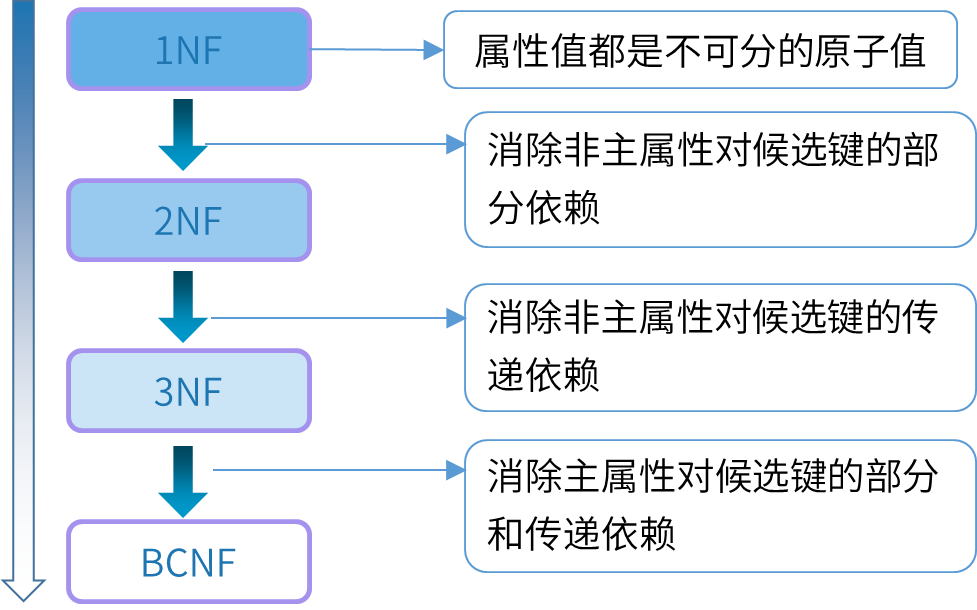 1NF
属性值都是不可分的原子值
消除非主属性对候选键的部
分依赖
2NF
消除非主属性对候选键的传
递依赖
3NF
消除主属性对候选键的部分
和传递依赖
BCNF